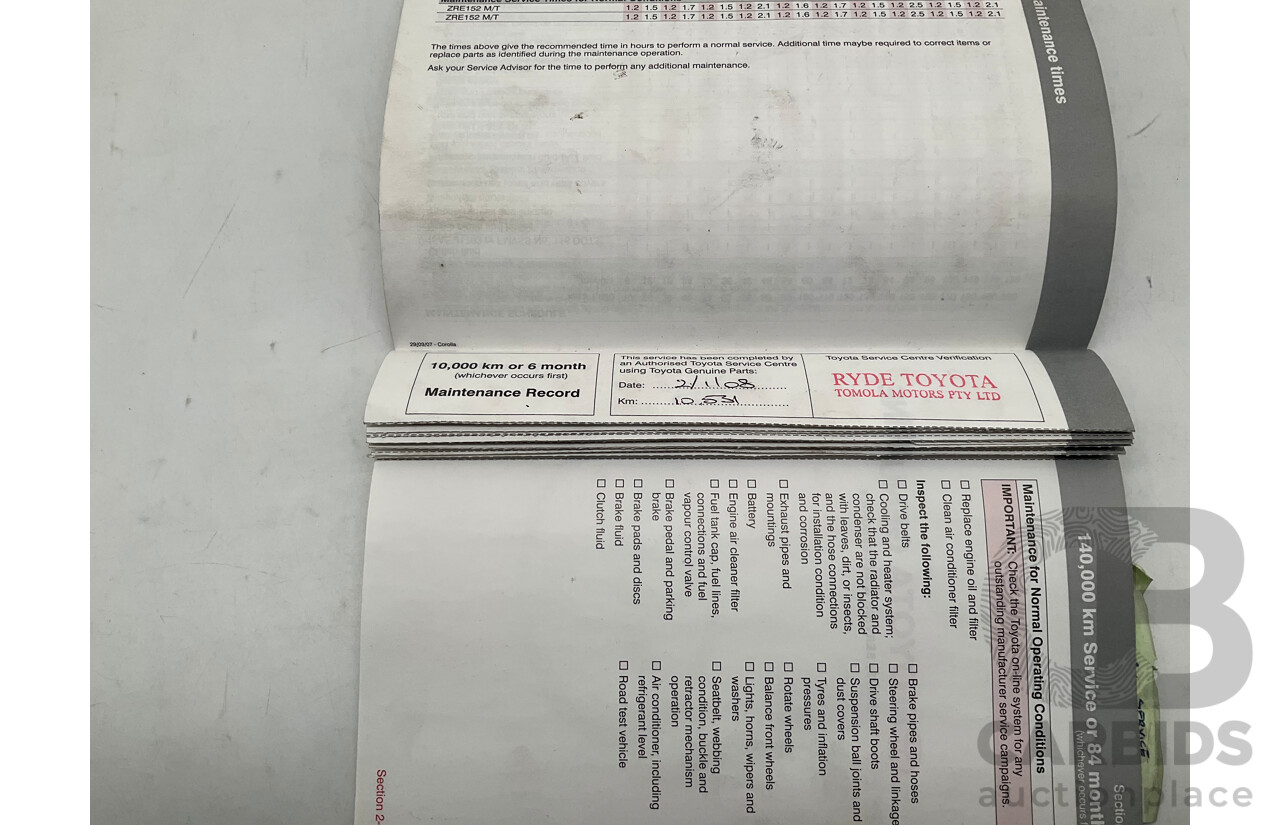 ZRE152 M/T 1.2 1.5 1.2 1.7 1.2 1.5 1.2 2.1 1.2 1.6 1.2 1.7 1.2 1.5 1.2 2.5 1.2 1.5 1.2 2.1
ZRE152 M/T 1.2 1.5 1.2 1.7 1.2 1.5 1.2 2.1 1.2 1.6 1.2 1.7 1.2 1.5 1.2 2.5 1.2 1.5 1.2 2.1
The times above give the recommended time in hours to perform a normal service. Additional time maybe required to correct items or
replace parts as identified during the maintenance operation.
Ask your Service Advisor for the time to perform any additional maintenance.
aintenance times
29/03/07 - Corolla
10,000 km or 6 month
(whichever occurs first)
Maintenance Record
This service has been completed by
an Authorised Toyota Service Centre
using Toyota Genuine Parts:
Date: 2/1/08
Km: 10.531
Toyota Service Centre Verification
RYDE TOYOTA
TOMOLA MOTORS PTY LTD
Sectio
140,000 km Service or 84 mont
(whichever occurs f
Maintenance for Normal Operating Conditions
IMPORTANT: Check the Toyota on-line system for any
outstanding manufacturer service campaigns.
☐ Replace engine oil and filter
☐ Clean air conditioner filter
Inspect the following:
☐ Drive belts
☐ Cooling and heater system;
check that the radiator and
condenser are not blocked
with leaves, dirt, or insects,
and the hose connections
for installation condition
and corrosion
☐ Exhaust pipes and
mountings
☐ Battery
☐ Engine air cleaner filter
☐ Fuel tank cap, fuel lines,
connections and fuel
vapour control valve
☐ Brake pedal and parking
brake
☐ Brake pads and discs
☐ Brake fluid
☐ Clutch fluid
☐ Brake pipes and hoses
☐ Steering wheel and linkage
☐ Drive shaft boots
☐ Suspension ball joints and
dust covers
☐ Tyres and inflation
pressures
☐ Rotate wheels
☐ Balance front wheels
☐ Lights, horns, wipers and
washers
☐ Seatbelt, webbing
condition, buckle and
retractor mechanism
operation
☐ Air conditioner, including
refrigerant level
☐ Road test vehicle
Section 2-
SERVICE
B
CARBIDS
auctionplace